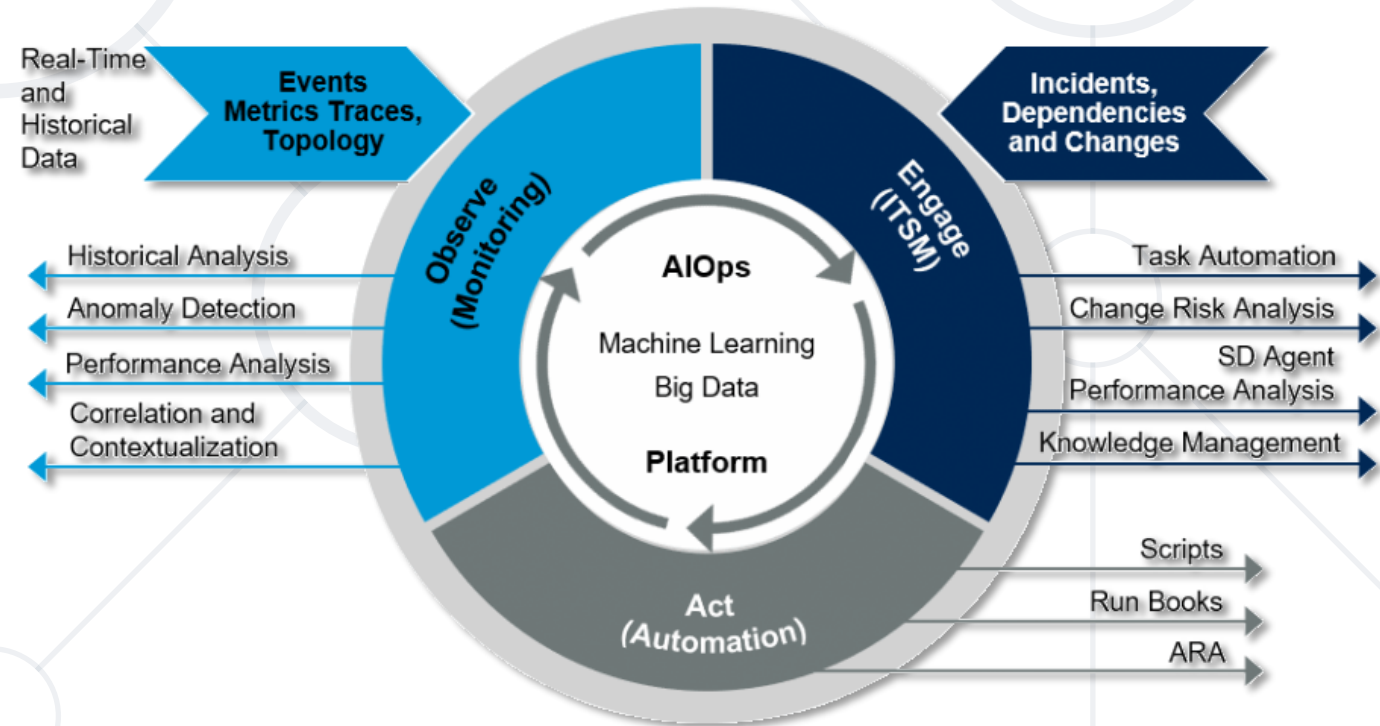 Real-Time
and
Historical
Data
Events
Metrics Traces,
Topology
Incidents,
Dependencies
and Changes
Observe
(Monitoring)
Engage
(ITSM)
Historical Analysis
Anomaly Detection
Performance Analysis
Correlation and
Contextualization
AIOps
Machine Learning
Big Data
Platform
Task Automation
Change Risk Analysis
SD Agent
Performance Analysis
Knowledge Management
Act
(Automation)
Scripts
Run Books
ARA